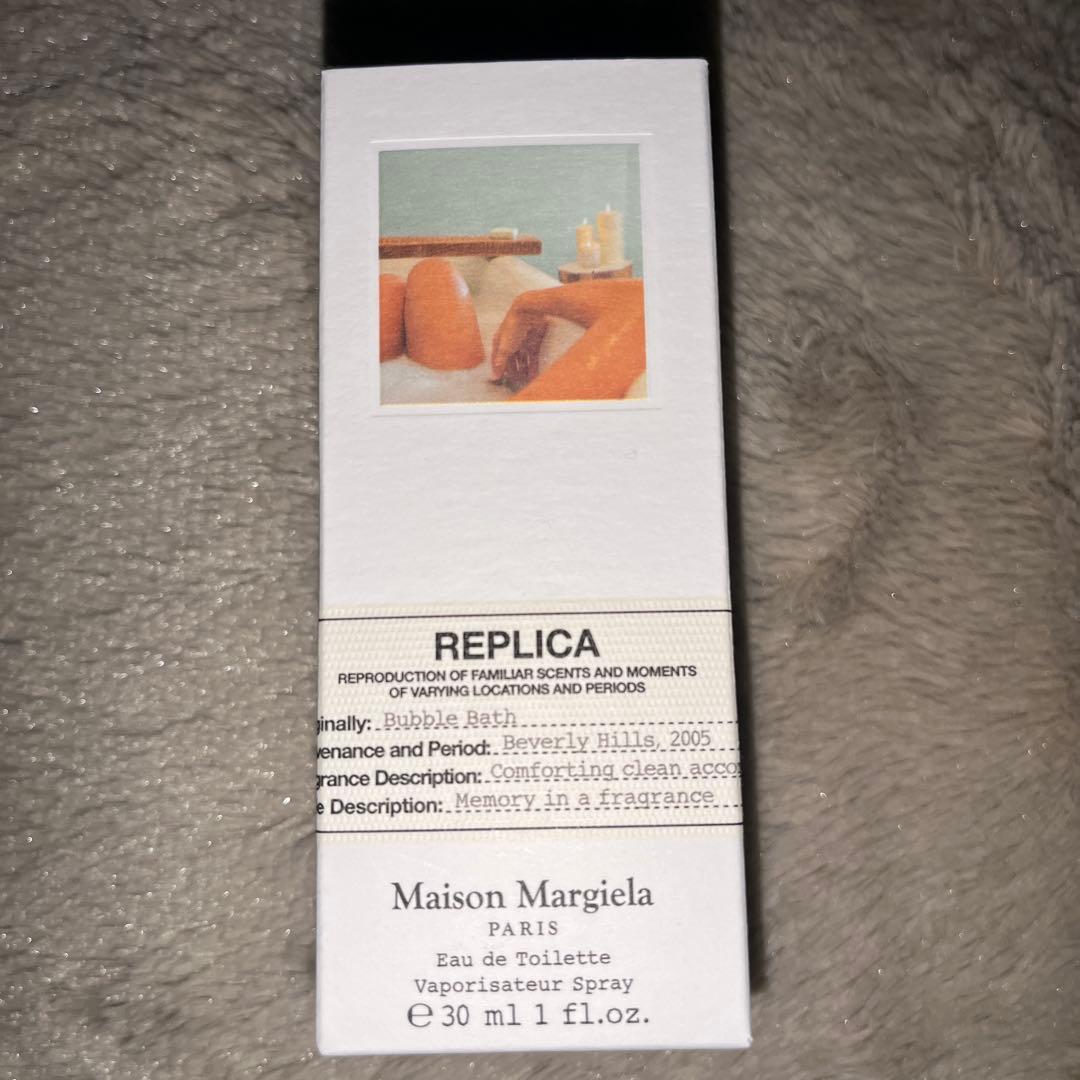 REPLICA
REPRODUCTION OF FAMILIAR SCENTS AND MOMENTS
OF VARYING LOCATIONS AND PERIODS
ginally: Bubble Bath
venance and Period: Beverly Hills, 2005
grance Description: Comforting clean acco
e Description: Memory in a fragrance
Maison Margiela
PARIS
Eau de Toilette
Vaporisateur Spray
℮ 30 ml 1 fl.oz.